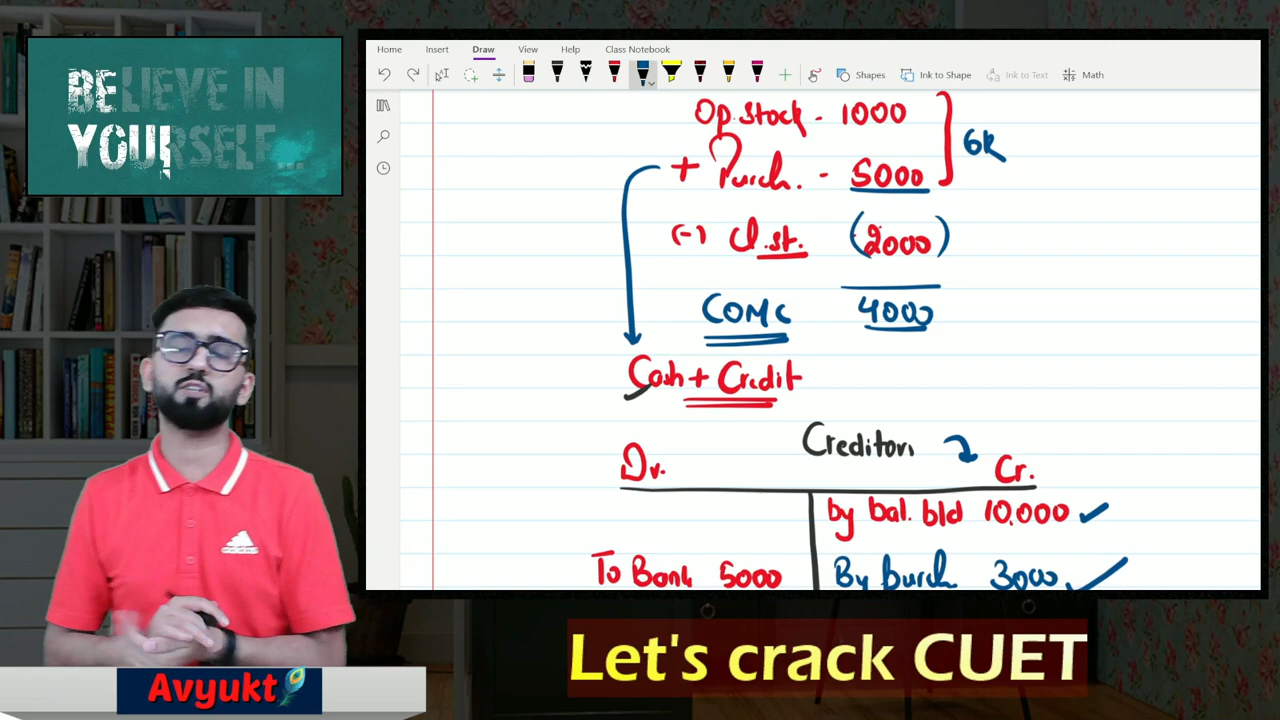 BELIEVE IN
YOURSELF...
Home Insert Draw View Help Class Notebook
Shapes Ink to Shape Ink to Text Math
Op. Stock - 1000
6k
+ Purch. - 5000
(-) Cl. st. (2000)
COMC 4000
Cash + Credit
Creditors
Dr. Cr.
by bal. b/d 10,000
To Bank 5000 By purch 3000
Let's crack CUET
Avyukt